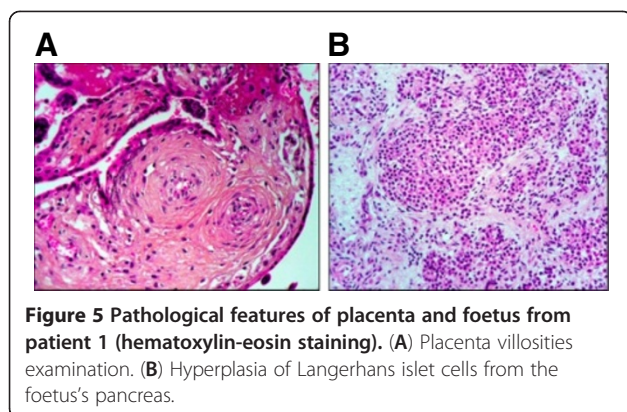 A B
Figure 5 Pathological features of placenta and foetus from
patient 1 (hematoxylin-eosin staining). (A) Placenta villosities
examination. (B) Hyperplasia of Langerhans islet cells from the
foetus's pancreas.